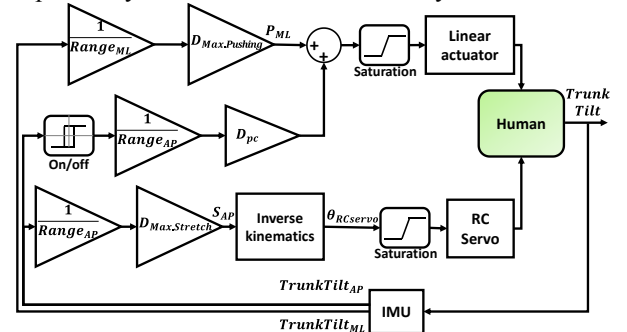 1
Range_ML
D_Max.Pushing
P_ML
+
+
Saturation
Linear
actuator
Trunk
Tilt
Human
On/off
1
Range_AP
D_pc
1
Range_AP
D_Max.Stretch
S_AP
Inverse
kinematics
θ_RCservo
Saturation
RC
Servo
TrunkTilt_AP
IMU
TrunkTilt_ML